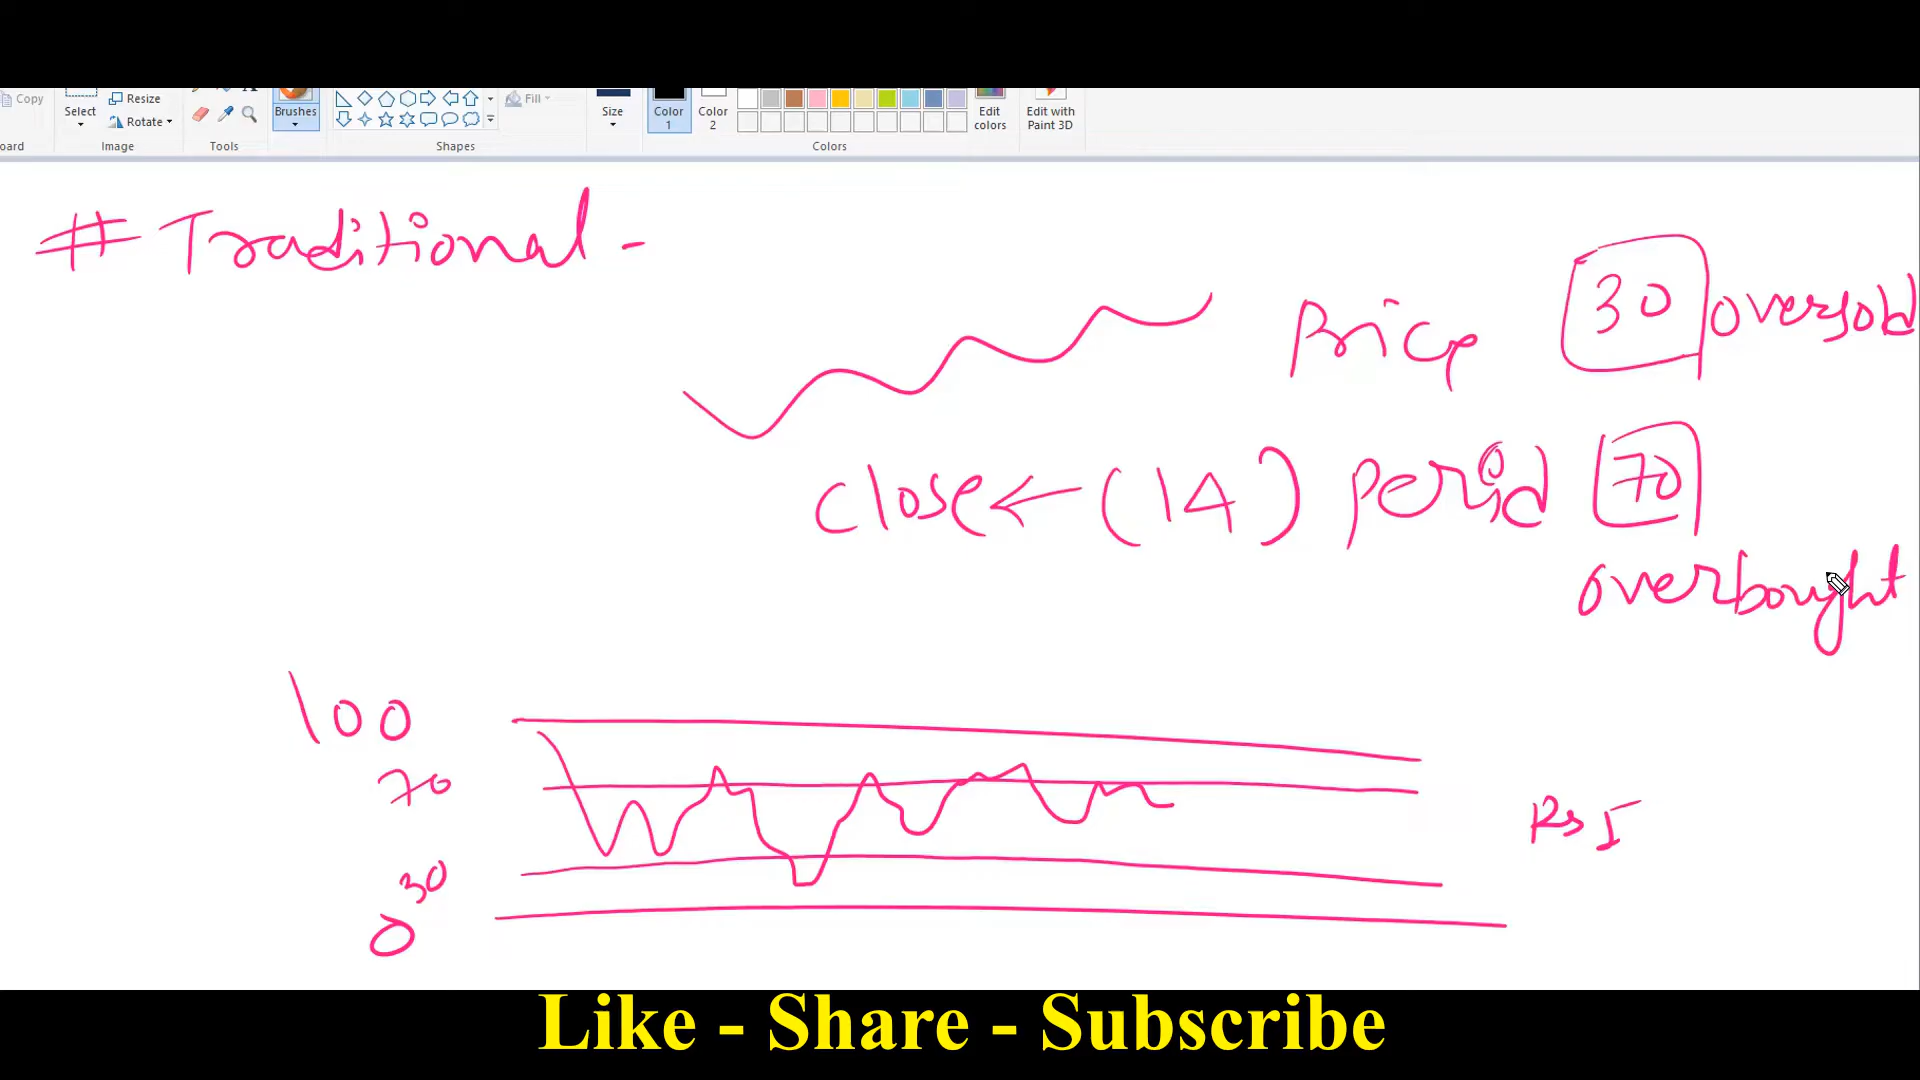 Copy
Select
Resize
Rotate
Brushes
Fill
Size
Color 1
Color 2
Edit colors
Edit with Paint 3D
oard
Image
Tools
Shapes
Colors
# Traditional -
Price
30 oversold
close ← (14) period
70
overbought
100
70
30
0
RSI
Like - Share - Subscribe